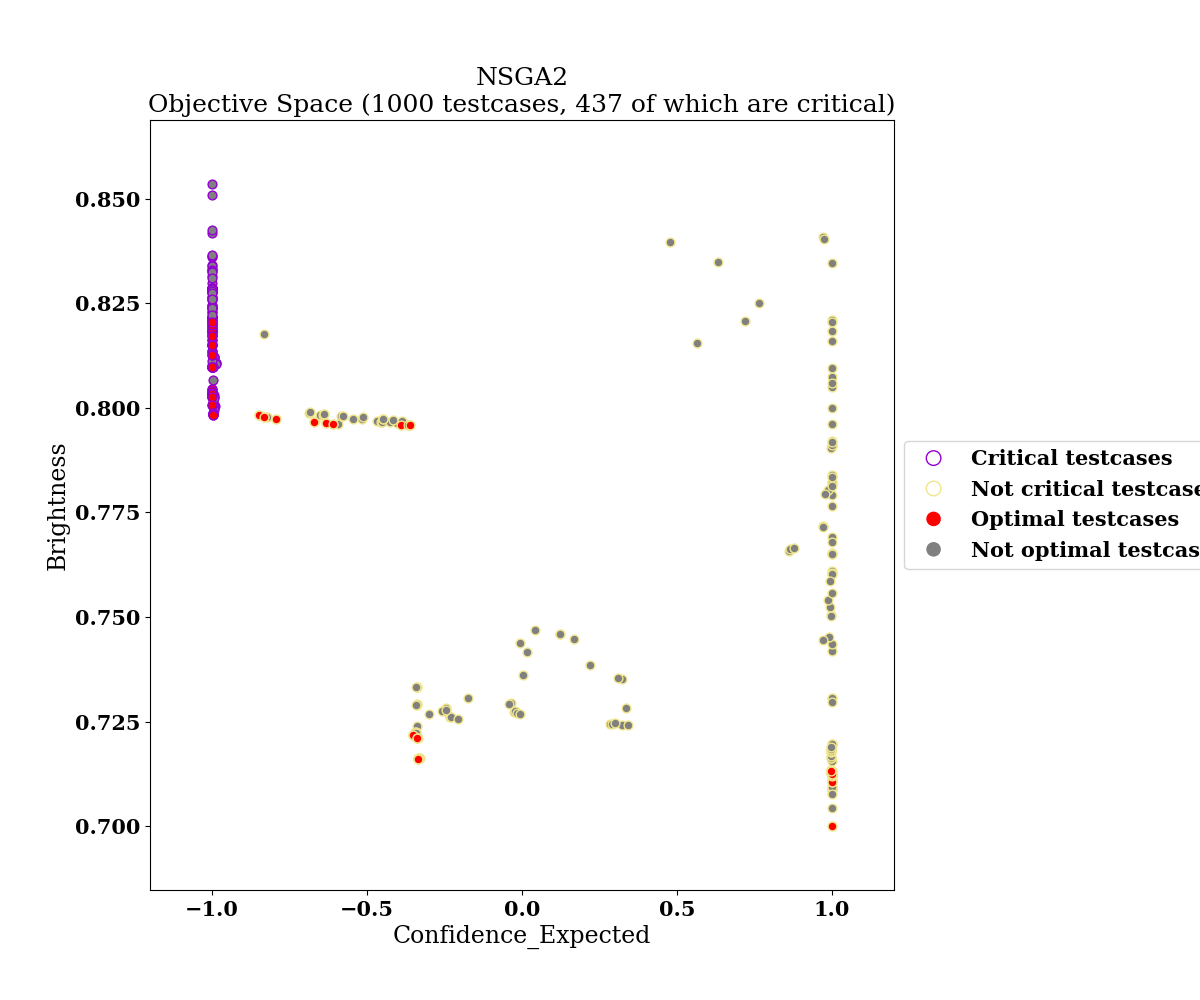 NSGA2
Objective Space (1000 testcases, 437 of which are critical)
0.850
0.825
0.800
0.775
0.750
0.725
0.700
Brightness
−1.0
−0.5
0.0
0.5
1.0
Confidence_Expected
Critical testcases
Not critical testcase
Optimal testcases
Not optimal testcas